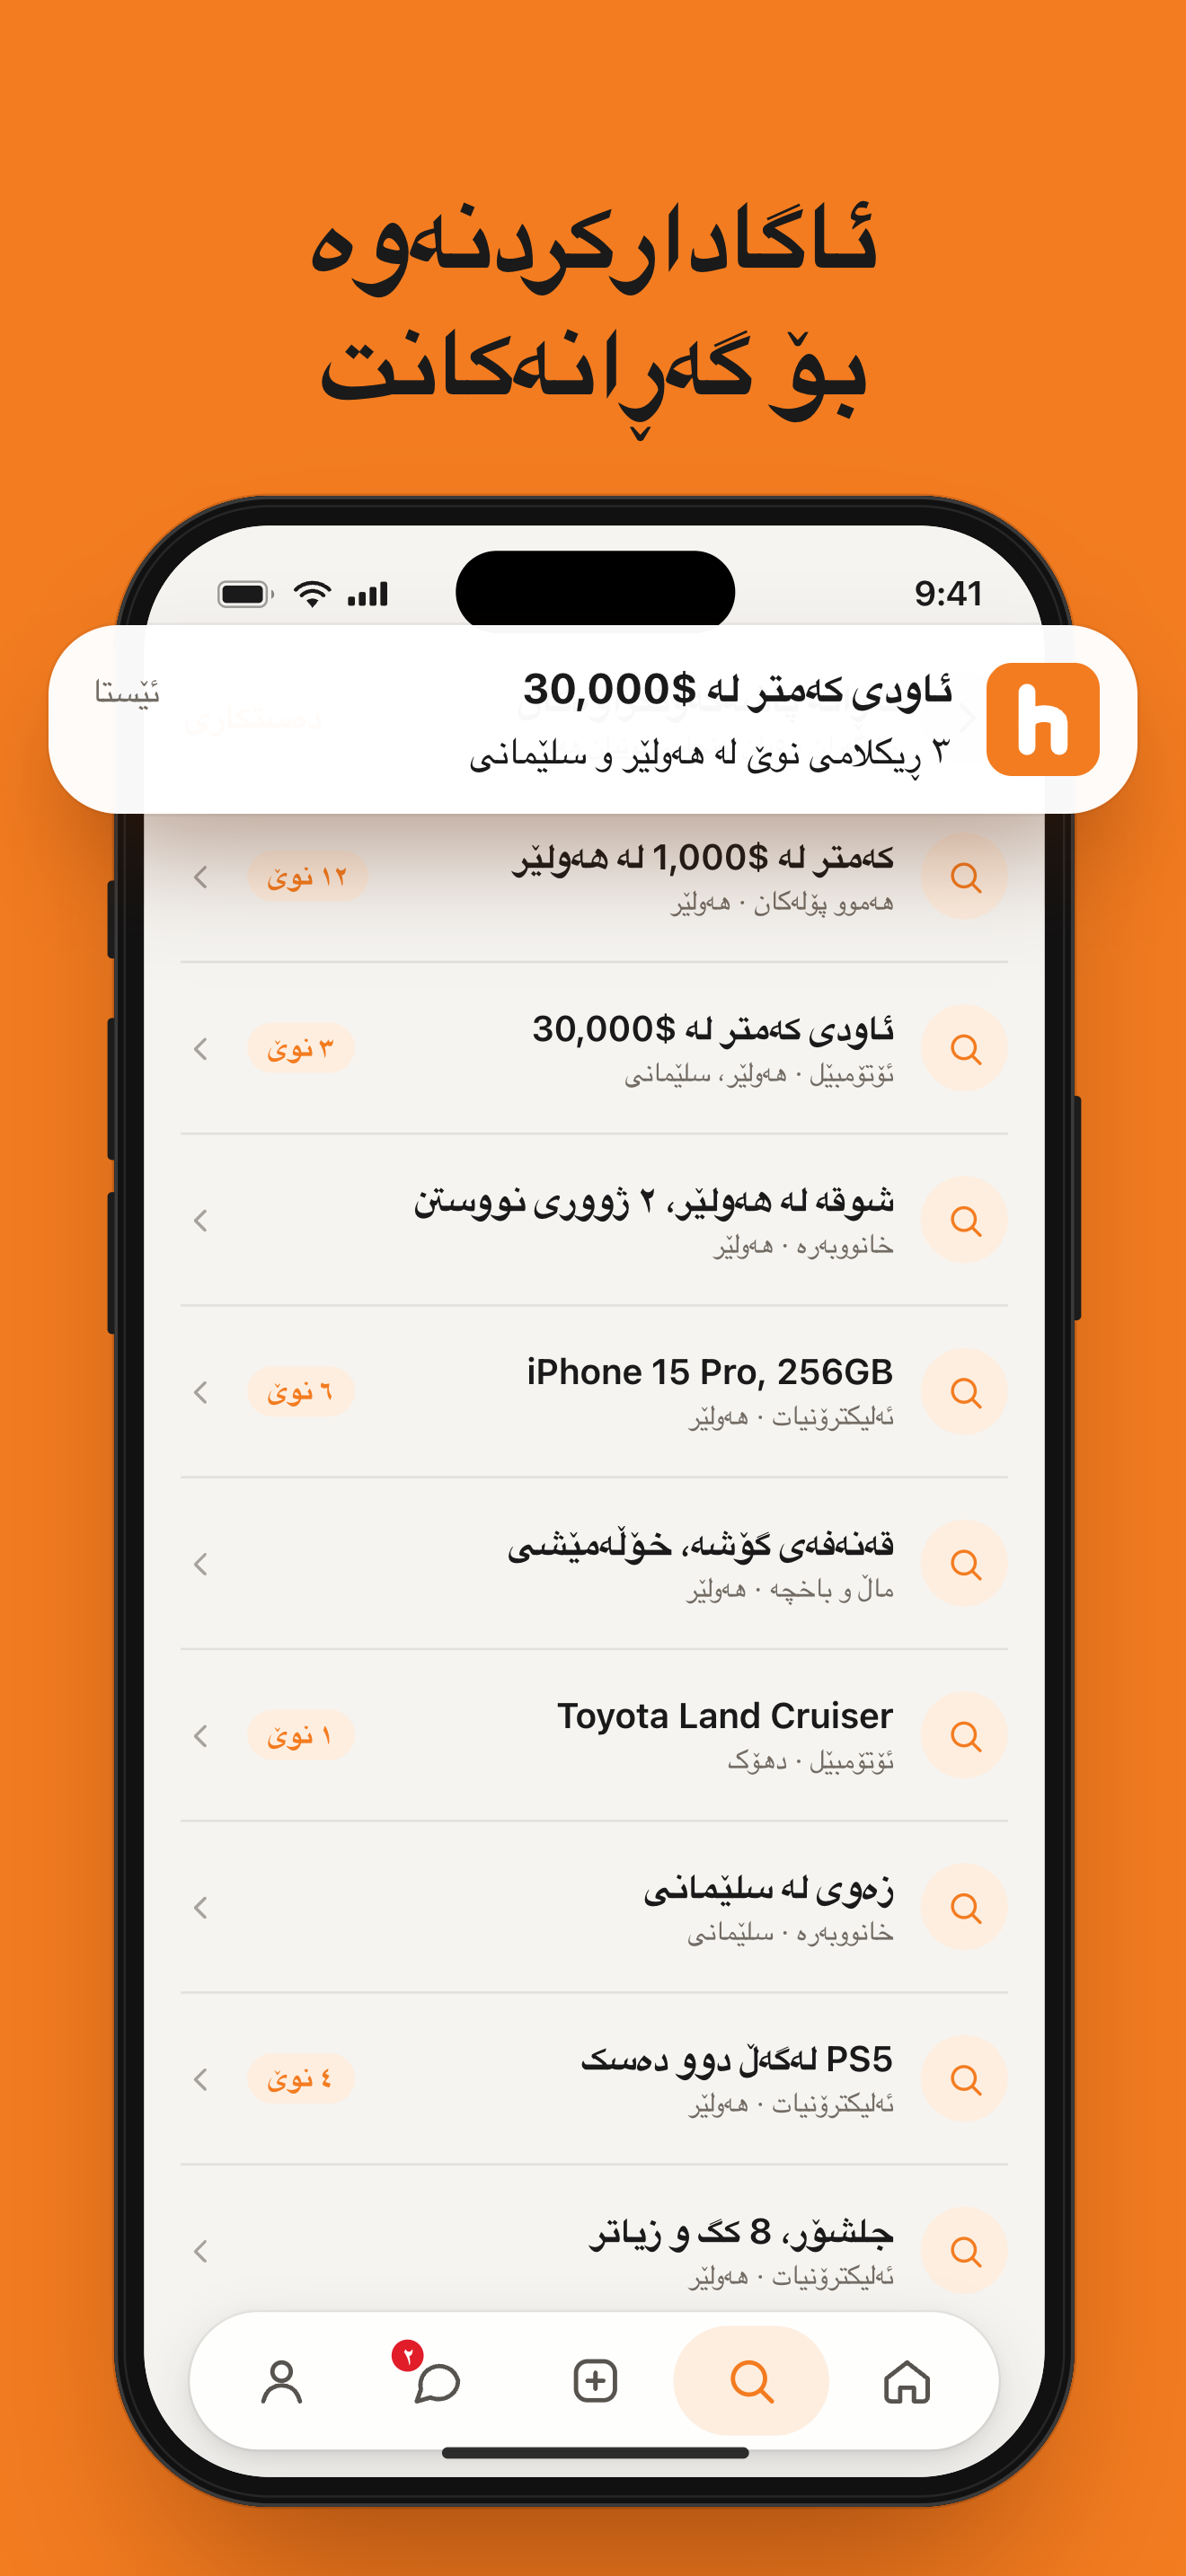 ئاگادارکردنەوە
بۆ گەڕانەکانت
9:41
ئاودی کەمتر لە $30,000
ئێستا
٣ ڕیکلامی نوێ لە هەولێر و سلێمانی
کەمتر لە $1,000 لە هەولێر
١٢ نوێ
هەموو پۆلەکان · هەولێر
ئاودی کەمتر لە $30,000
٣ نوێ
ئۆتۆمبێل · هەولێر، سلێمانی
شوقە لە هەولێر، ٢ ژووری نووستن
خانووبەرە · هەولێر
iPhone 15 Pro, 256GB
٦ نوێ
ئەلیکترۆنیات · هەولێر
قەنەفەی گۆشە، خۆڵەمێشی
ماڵ و باخچە · هەولێر
Toyota Land Cruiser
١ نوێ
ئۆتۆمبێل · دهۆک
زەوی لە سلێمانی
خانووبەرە · سلێمانی
PS5 لەگەڵ دوو دەسک
٤ نوێ
ئەلیکترۆنیات · هەولێر
جلشۆر، 8 کگ و زیاتر
ئەلیکترۆنیات · هەولێر
٢